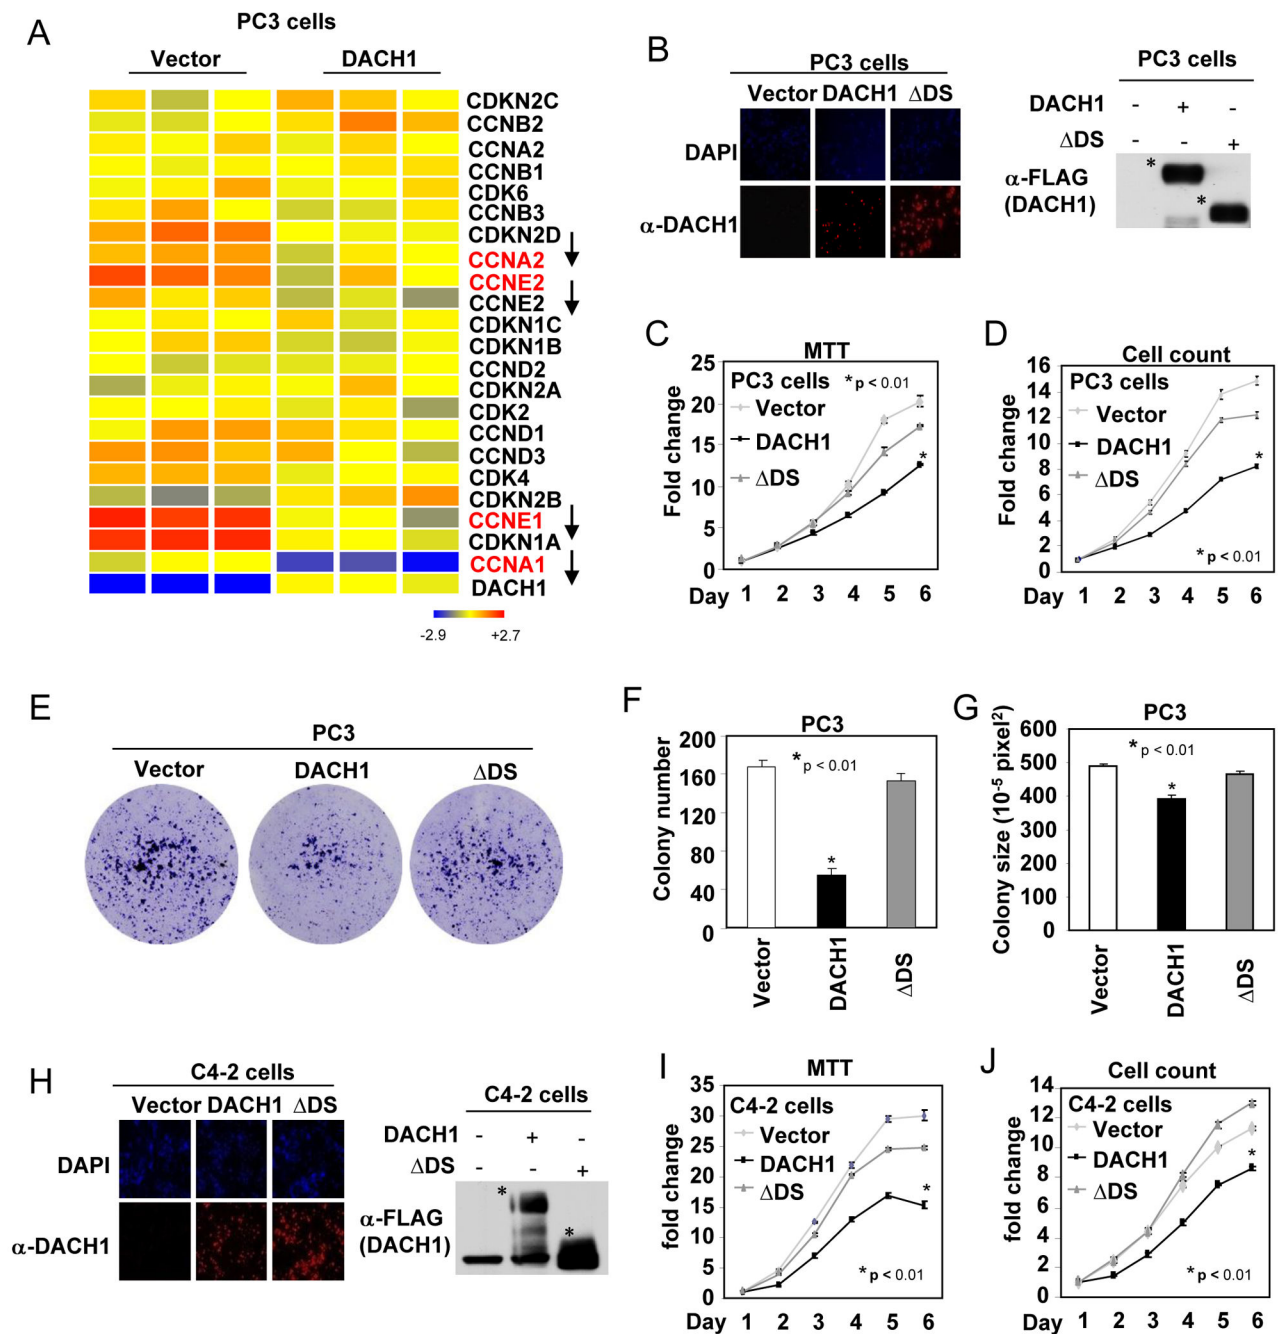 A
PC3 cells
Vector
DACH1
CDKN2C
CCNB2
CCNA2
CCNB1
CDK6
CCNB3
CDKN2D
CCNA2
CCNE2
CCNE2
CDKN1C
CDKN1B
CCND2
CDKN2A
CDK2
CCND1
CCND3
CDK4
CDKN2B
CCNE1
CDKN1A
CCNA1
DACH1
-2.9
+2.7
B
PC3 cells
Vector DACH1 ΔDS
DAPI
α-DACH1
PC3 cells
DACH1 - + -
ΔDS - - +
α-FLAG
(DACH1)
*
*
C
MTT
25
20
15
10
5
0
Fold change
PC3 cells
* p < 0.01
Vector
DACH1
ΔDS
*
Day 1 2 3 4 5 6
D
Cell count
16
14
12
10
8
6
4
2
0
Fold change
PC3 cells
Vector
DACH1
ΔDS
*
* p < 0.01
Day 1 2 3 4 5 6
E
PC3
Vector
DACH1
ΔDS
F
PC3
200
160
120
80
40
0
Colony number
* p < 0.01
*
Vector
DACH1
ΔDS
G
PC3
600
500
400
300
200
100
0
Colony size (10⁻⁵ pixel²)
* p < 0.01
*
Vector
DACH1
ΔDS
H
C4-2 cells
Vector DACH1 ΔDS
DAPI
α-DACH1
C4-2 cells
DACH1 - + -
ΔDS - - +
α-FLAG
(DACH1)
*
*
I
MTT
35
30
25
20
15
10
5
0
fold change
C4-2 cells
Vector
DACH1
ΔDS
*
* p < 0.01
Day 1 2 3 4 5 6
J
Cell count
14
12
10
8
6
4
2
0
fold change
C4-2 cells
Vector
DACH1
ΔDS
*
* p < 0.01
Day 1 2 3 4 5 6